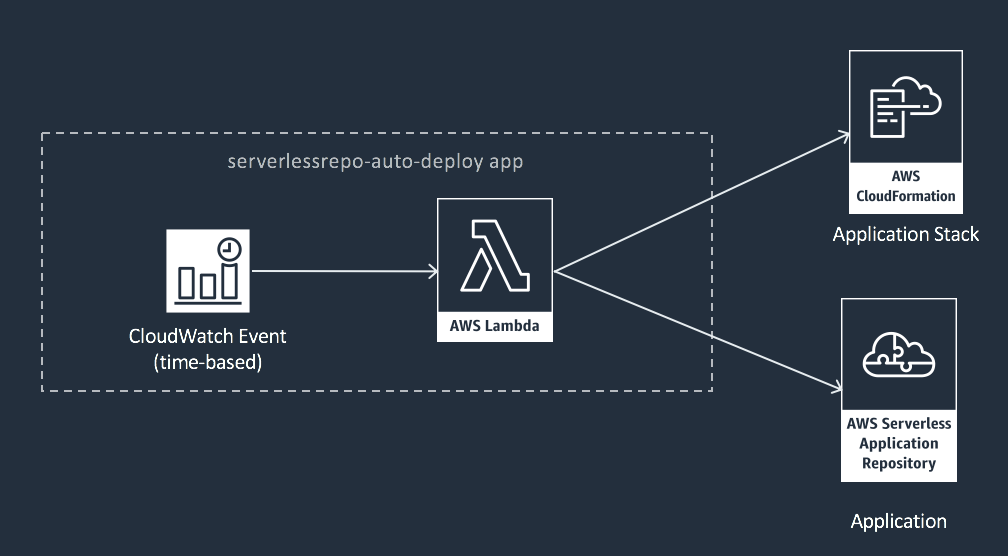 serverlessrepo-auto-deploy app
CloudWatch Event
(time-based)
AWS Lambda
AWS
CloudFormation
Application Stack
AWS Serverless
Application
Repository
Application